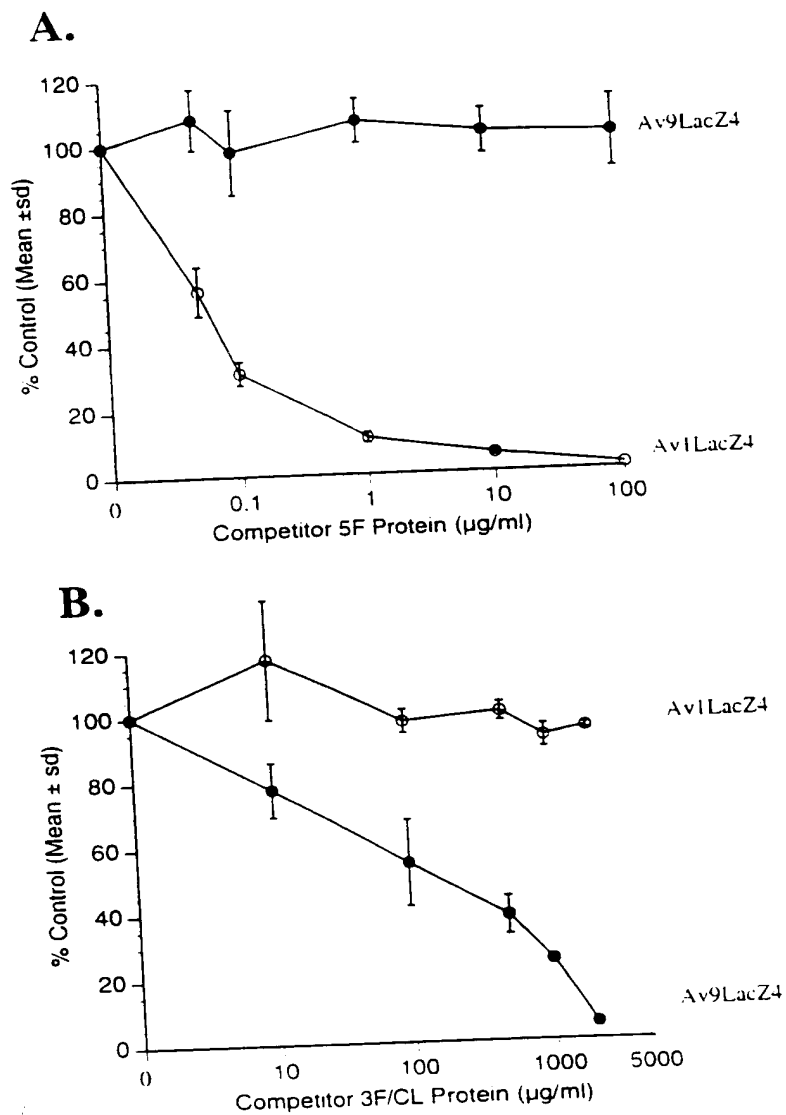 A.
120
100
80
60
40
20
0
% Control (Mean ±sd)
Av9LacZ4
Av1LacZ4
0 0.1 1 10 100
Competitor 5F Protein (µg/ml)
B.
120
100
80
60
40
20
0
% Control (Mean ± sd)
Av1LacZ4
Av9LacZ4
0 10 100 1000 5000
Competitor 3F/CL Protein (µg/ml)